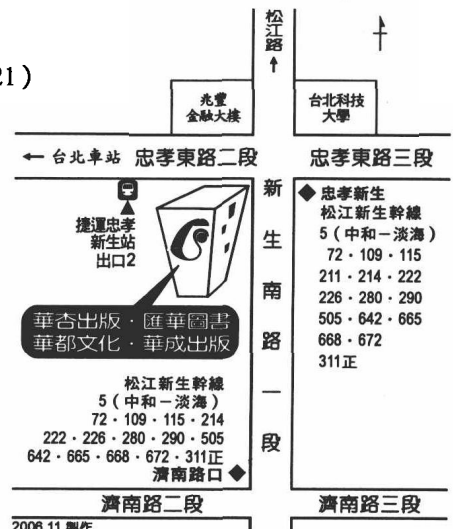 21）
松江路
↑
兆豐
金融大樓
台北科技
大學
← 台北車站 忠孝東路二段
忠孝東路三段
捷運忠孝
新生站
出口2
華杏出版．匯華圖書
華都文化．華成出版
新生南路一段
◆ 忠孝新生
松江新生幹線
5（中和－淡海）
72．109．115
211．214．222
226．280．290
505．642．665
668．672
311正
松江新生幹線
5（中和－淡海）
72．109．115．214
222．226．280．290．505
642．665．668．672．311正
濟南路口 ◆
濟南路二段
濟南路三段
2006.11 製作